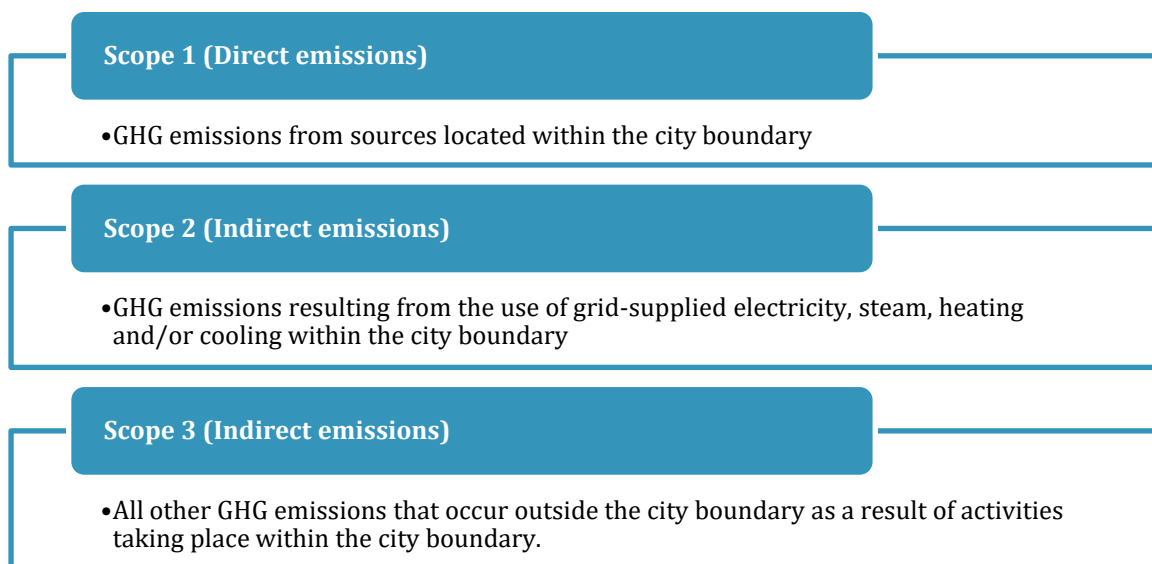 Scope 1 (Direct emissions)
•GHG emissions from sources located within the city boundary
Scope 2 (Indirect emissions)
•GHG emissions resulting from the use of grid-supplied electricity, steam, heating
and/or cooling within the city boundary
Scope 3 (Indirect emissions)
•All other GHG emissions that occur outside the city boundary as a result of activities
taking place within the city boundary.